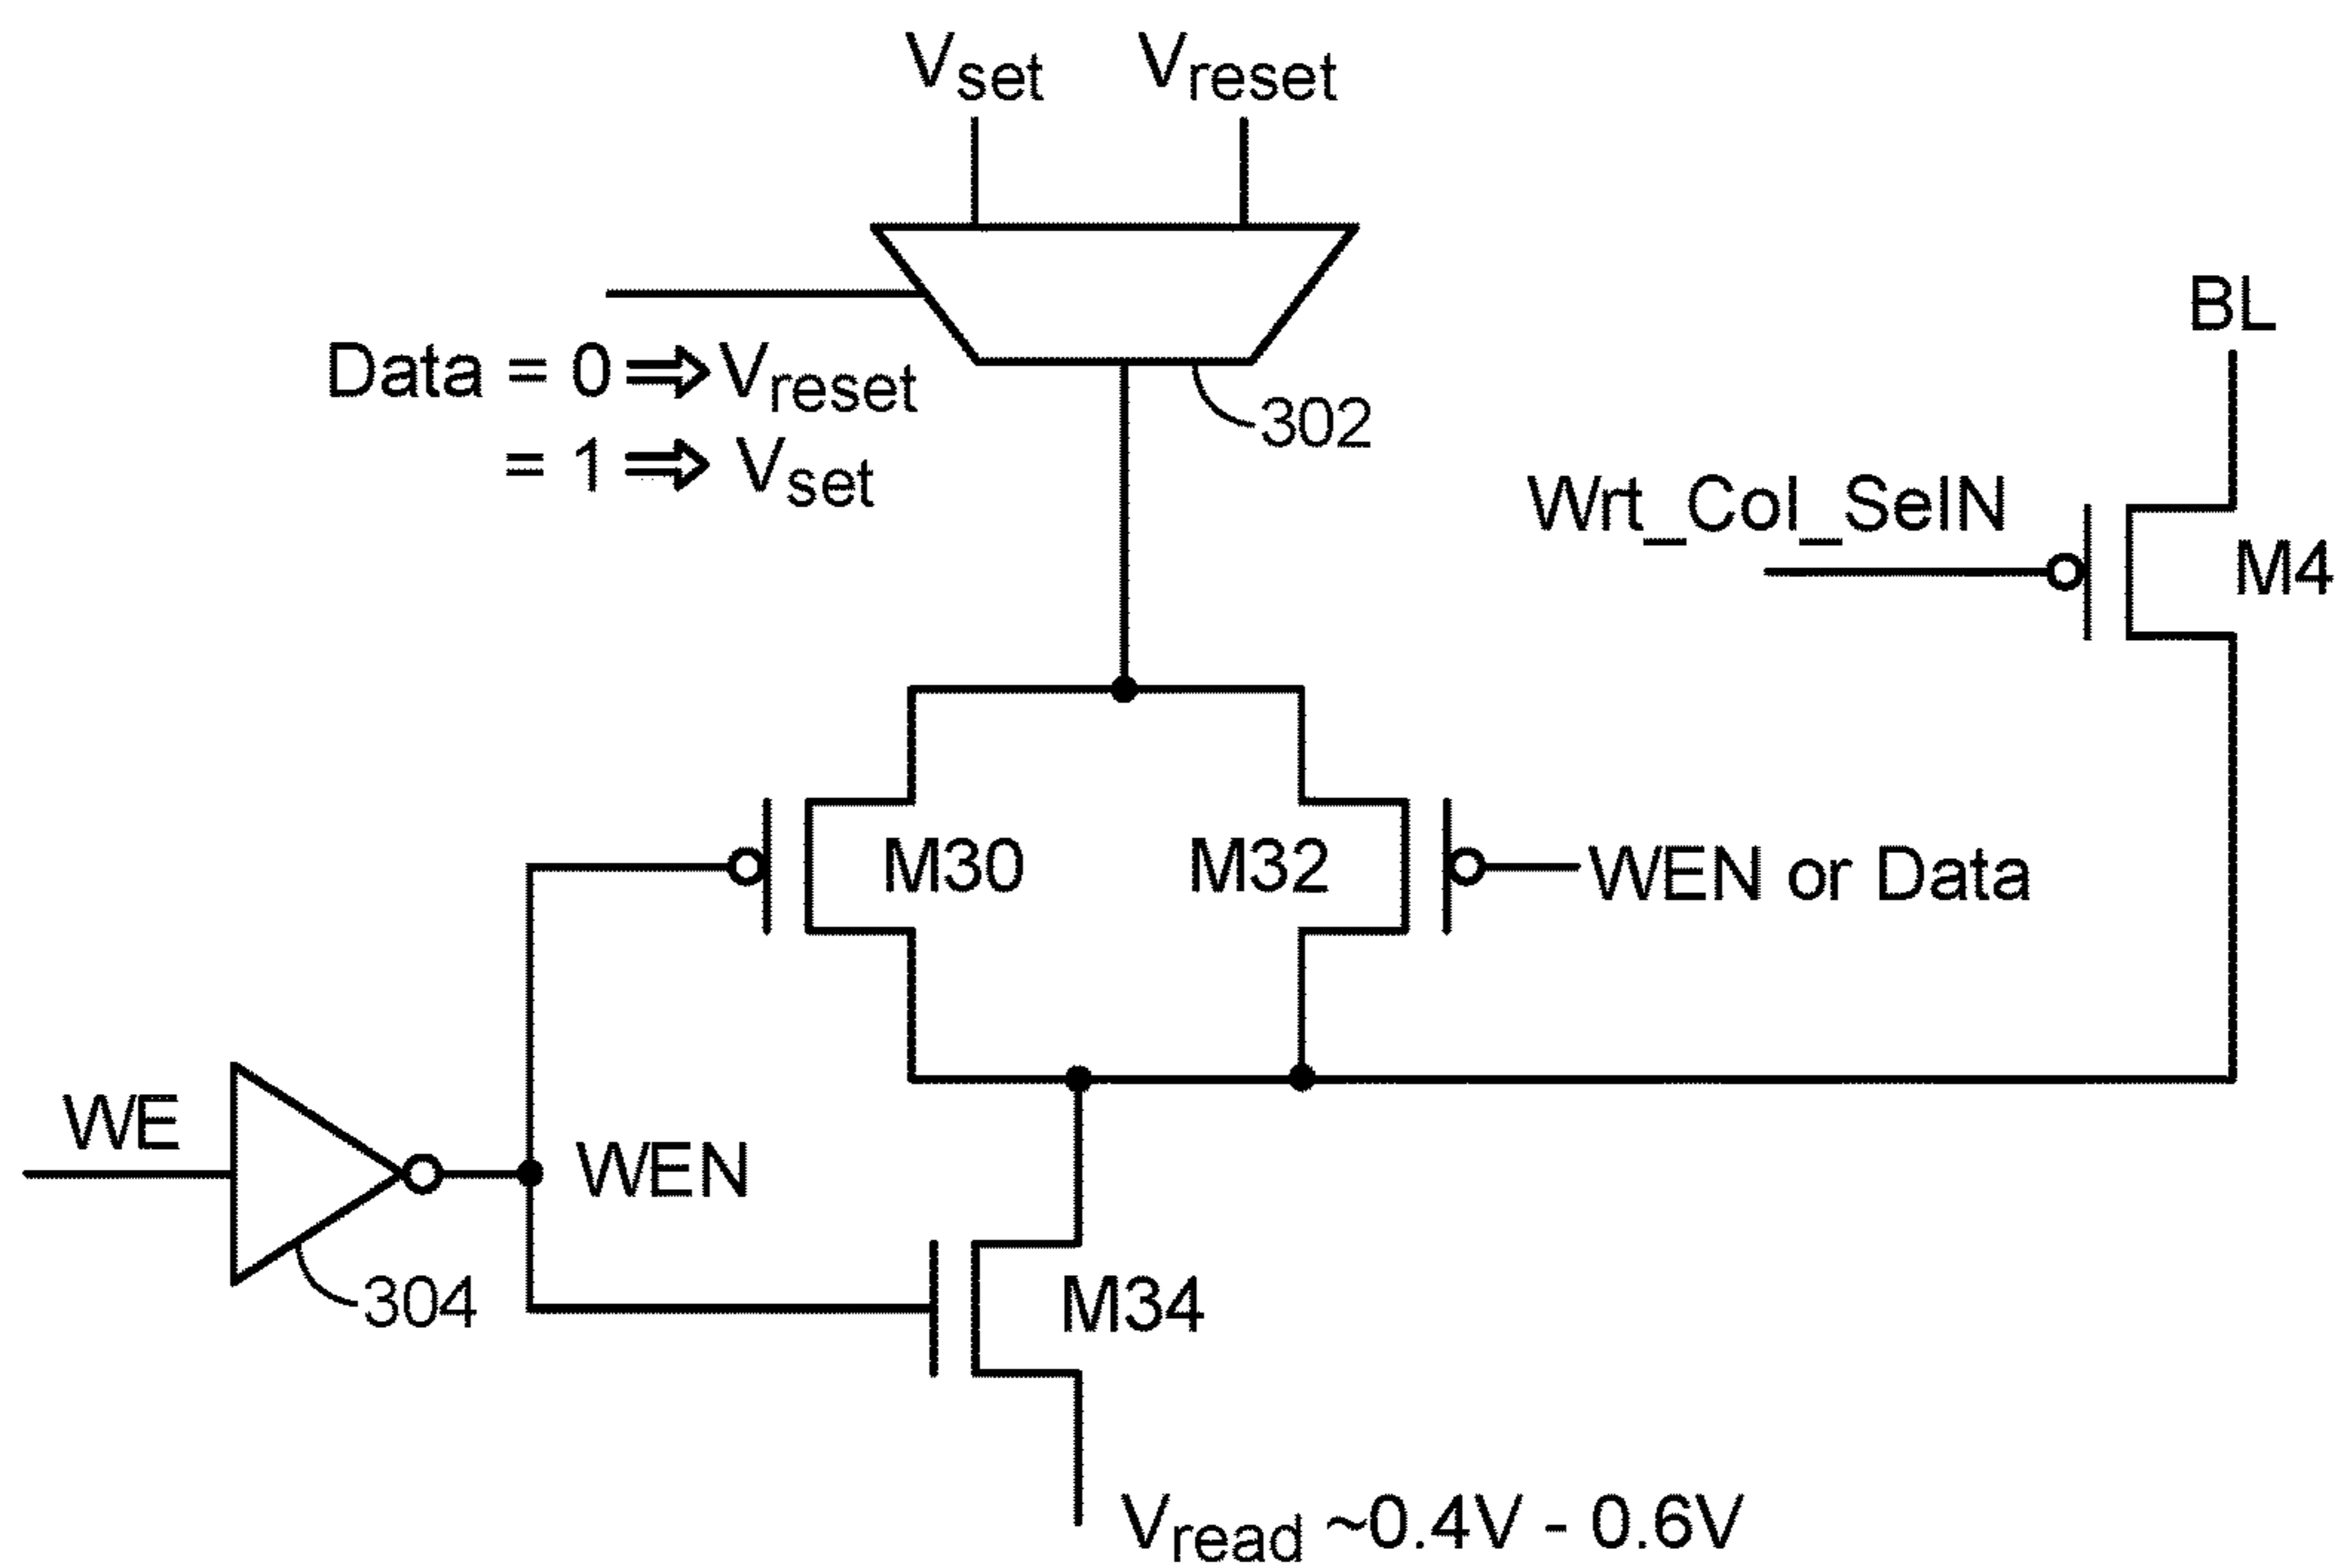 Vset Vreset
BL
Data = 0 ⇒ Vreset
302
= 1 ⇒ Vset
Wrt_Col_SelN
M4
M30 M32 WEN or Data
WE
WEN
304
M34
Vread ~0.4V - 0.6V